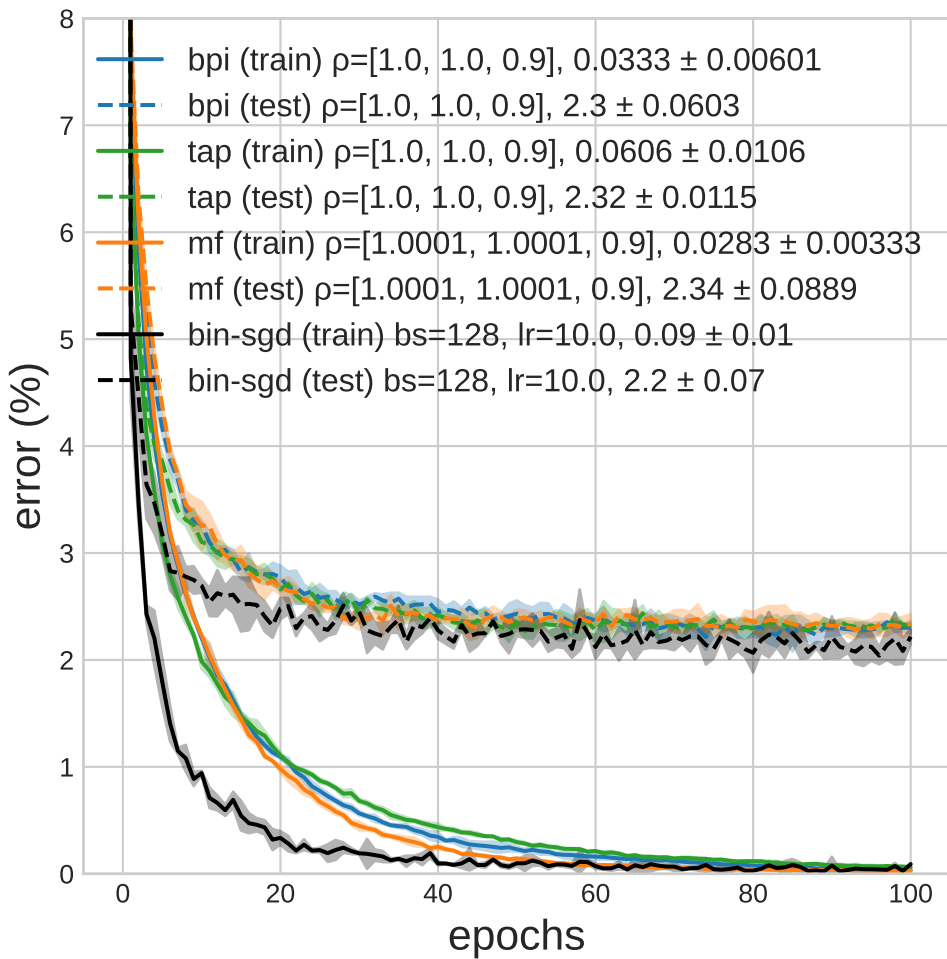 8
bpi (train) ρ=[1.0, 1.0, 0.9], 0.0333 ± 0.00601
bpi (test) ρ=[1.0, 1.0, 0.9], 2.3 ± 0.0603
7
tap (train) ρ=[1.0, 1.0, 0.9], 0.0606 ± 0.0106
tap (test) ρ=[1.0, 1.0, 0.9], 2.32 ± 0.0115
6
mf (train) ρ=[1.0001, 1.0001, 0.9], 0.0283 ± 0.00333
mf (test) ρ=[1.0001, 1.0001, 0.9], 2.34 ± 0.0889
5
bin-sgd (train) bs=128, lr=10.0, 0.09 ± 0.01
bin-sgd (test) bs=128, lr=10.0, 2.2 ± 0.07
4
error (%)
3
2
1
0
0 20 40 60 80 100
epochs